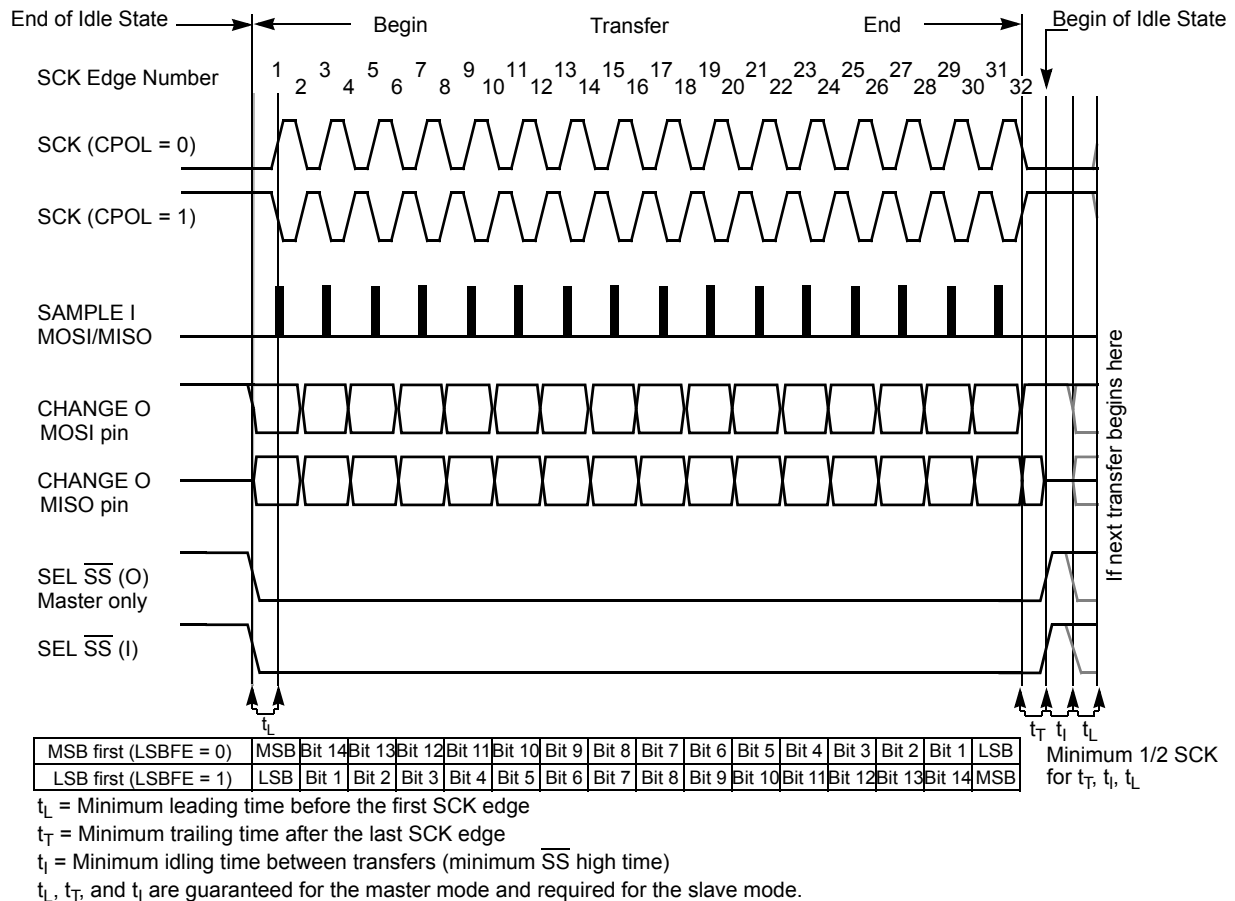 End of Idle State
Begin
Transfer
End
Begin of Idle State
SCK Edge Number
1 2 3 4 5 6 7 8 9 10 11 12 13 14 15 16 17 18 19 20 21 22 23 24 25 26 27 28 29 30 31 32
SCK (CPOL = 0)
SCK (CPOL = 1)
SAMPLE I
MOSI/MISO
CHANGE O
MOSI pin
CHANGE O
MISO pin
SEL S̅S̅ (O)
Master only
SEL S̅S̅ (I)
If next transfer begins here
tL
tT tI tL
MSB first (LSBFE = 0) MSB Bit 14 Bit 13 Bit 12 Bit 11 Bit 10 Bit 9 Bit 8 Bit 7 Bit 6 Bit 5 Bit 4 Bit 3 Bit 2 Bit 1 LSB
LSB first (LSBFE = 1) LSB Bit 1 Bit 2 Bit 3 Bit 4 Bit 5 Bit 6 Bit 7 Bit 8 Bit 9 Bit 10 Bit 11 Bit 12 Bit 13 Bit 14 MSB
Minimum 1/2 SCK
for tT, tI, tL
tL = Minimum leading time before the first SCK edge
tT = Minimum trailing time after the last SCK edge
tI = Minimum idling time between transfers (minimum S̅S̅ high time)
tL, tT, and tI are guaranteed for the master mode and required for the slave mode.